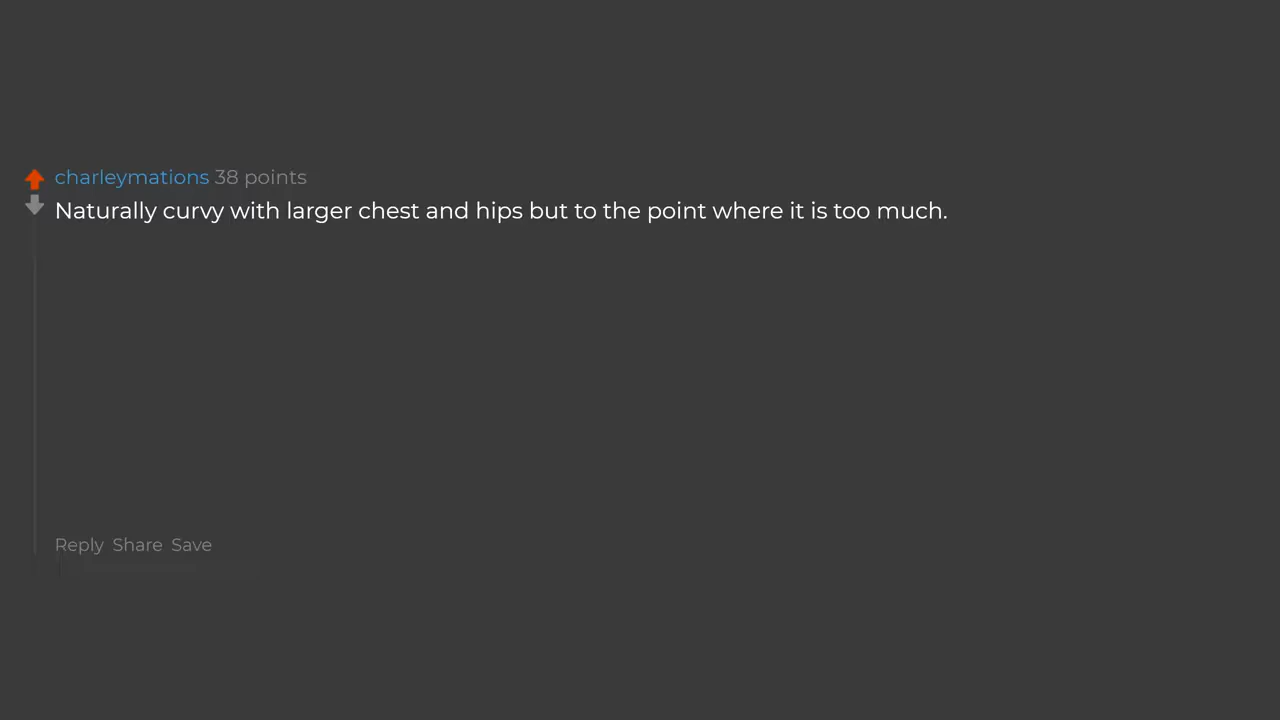 charleymations 38 points
Naturally curvy with larger chest and hips but to the point where it is too much.
Reply Share Save